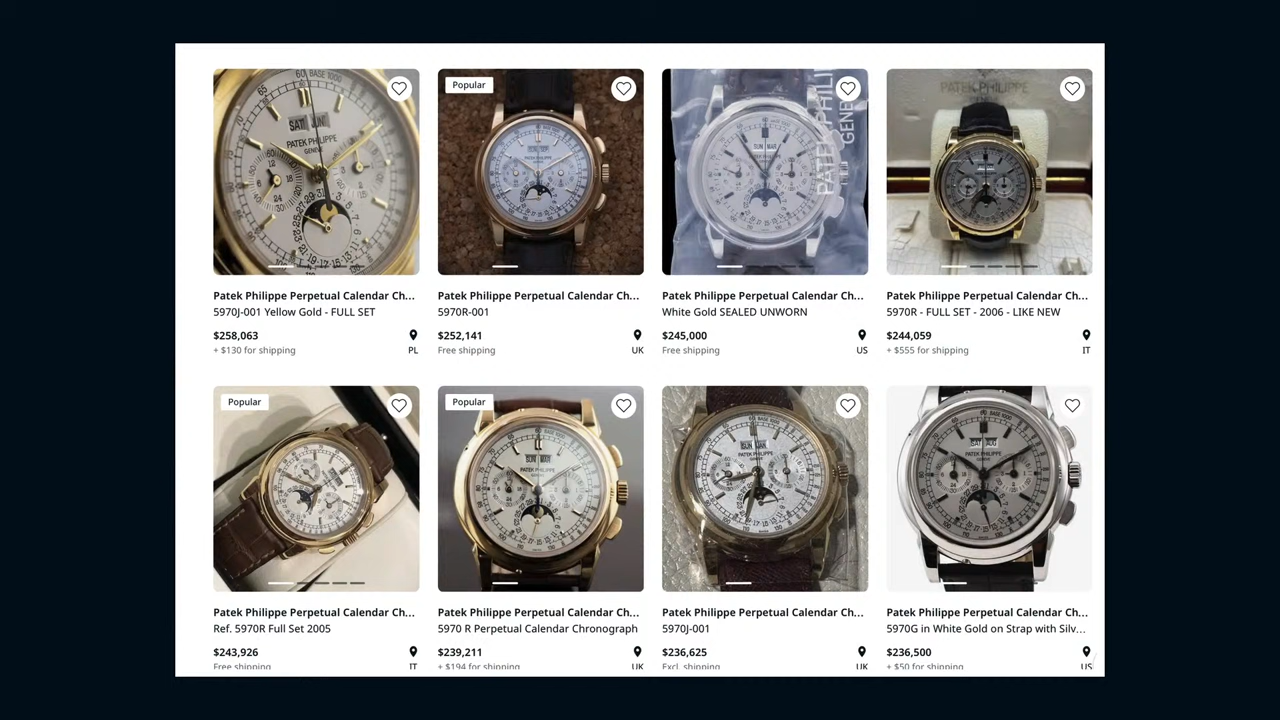 Popular
PATEK PHILIPPE
GENEVE
Patek Philippe Perpetual Calendar Ch...
5970J-001 Yellow Gold - FULL SET
$258,063
+ $130 for shipping
PL
Patek Philippe Perpetual Calendar Ch...
5970R-001
$252,141
Free shipping
UK
Patek Philippe Perpetual Calendar Ch...
White Gold SEALED UNWORN
$245,000
Free shipping
US
Patek Philippe Perpetual Calendar Ch...
5970R - FULL SET - 2006 - LIKE NEW
$244,059
+ $555 for shipping
IT
Popular
Popular
Patek Philippe Perpetual Calendar Ch...
Ref. 5970R Full Set 2005
$243,926
Free shipping
IT
Patek Philippe Perpetual Calendar Ch...
5970 R Perpetual Calendar Chronograph
$239,211
+ $194 for shipping
UK
Patek Philippe Perpetual Calendar Ch...
5970J-001
$236,625
Excl. shipping
UK
Patek Philippe Perpetual Calendar Ch...
5970G in White Gold on Strap with Silv...
$236,500
+ $50 for shipping
US